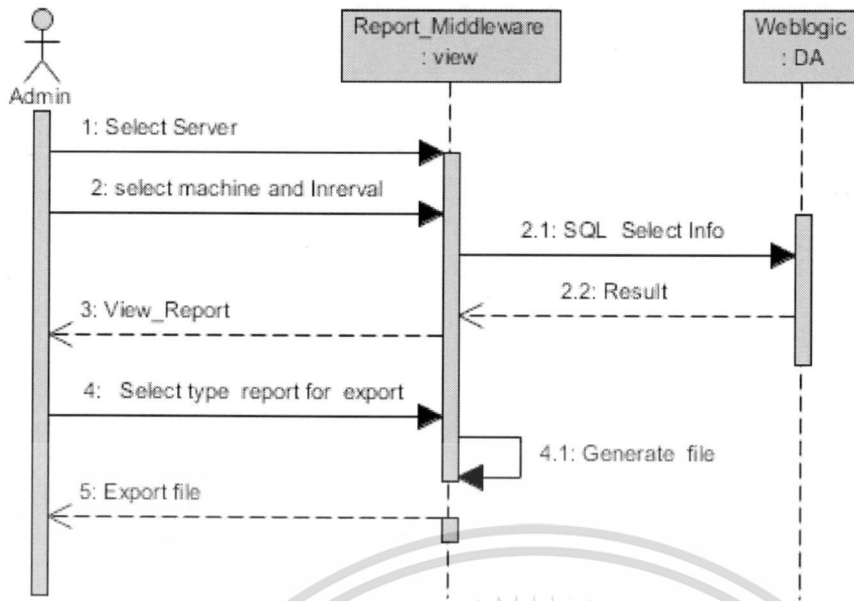 Report_Middleware
: view
Weblogic
: DA
Admin
1: Select Server
2: select machine and Inrerval
2.1: SQL Select Info
2.2: Result
3: View_Report
4: Select type report for export
4.1: Generate file
5: Export file